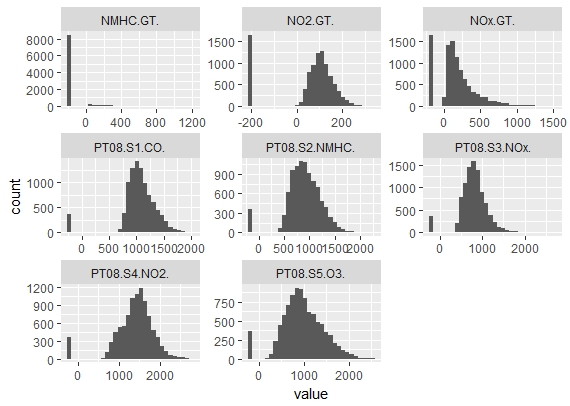 NMHC.GT. NO2.GT. NOx.GT.
8000
6000
4000
2000
0
1500
1000
500
0
1500
1000
500
0
0 400 800 1200
-200 0 200
0 500 1000 1500
PT08.S1.CO. PT08.S2.NMHC. PT08.S3.NOx.
1000
500
0
900
600
300
0
1500
1000
500
0
0 500 1000 1500 2000
0 500 1000 1500 2000
0 1000 2000
PT08.S4.NO2. PT08.S5.O3.
1200
900
600
300
0
750
500
250
0
0 1000 2000
0 1000 2000
count
value